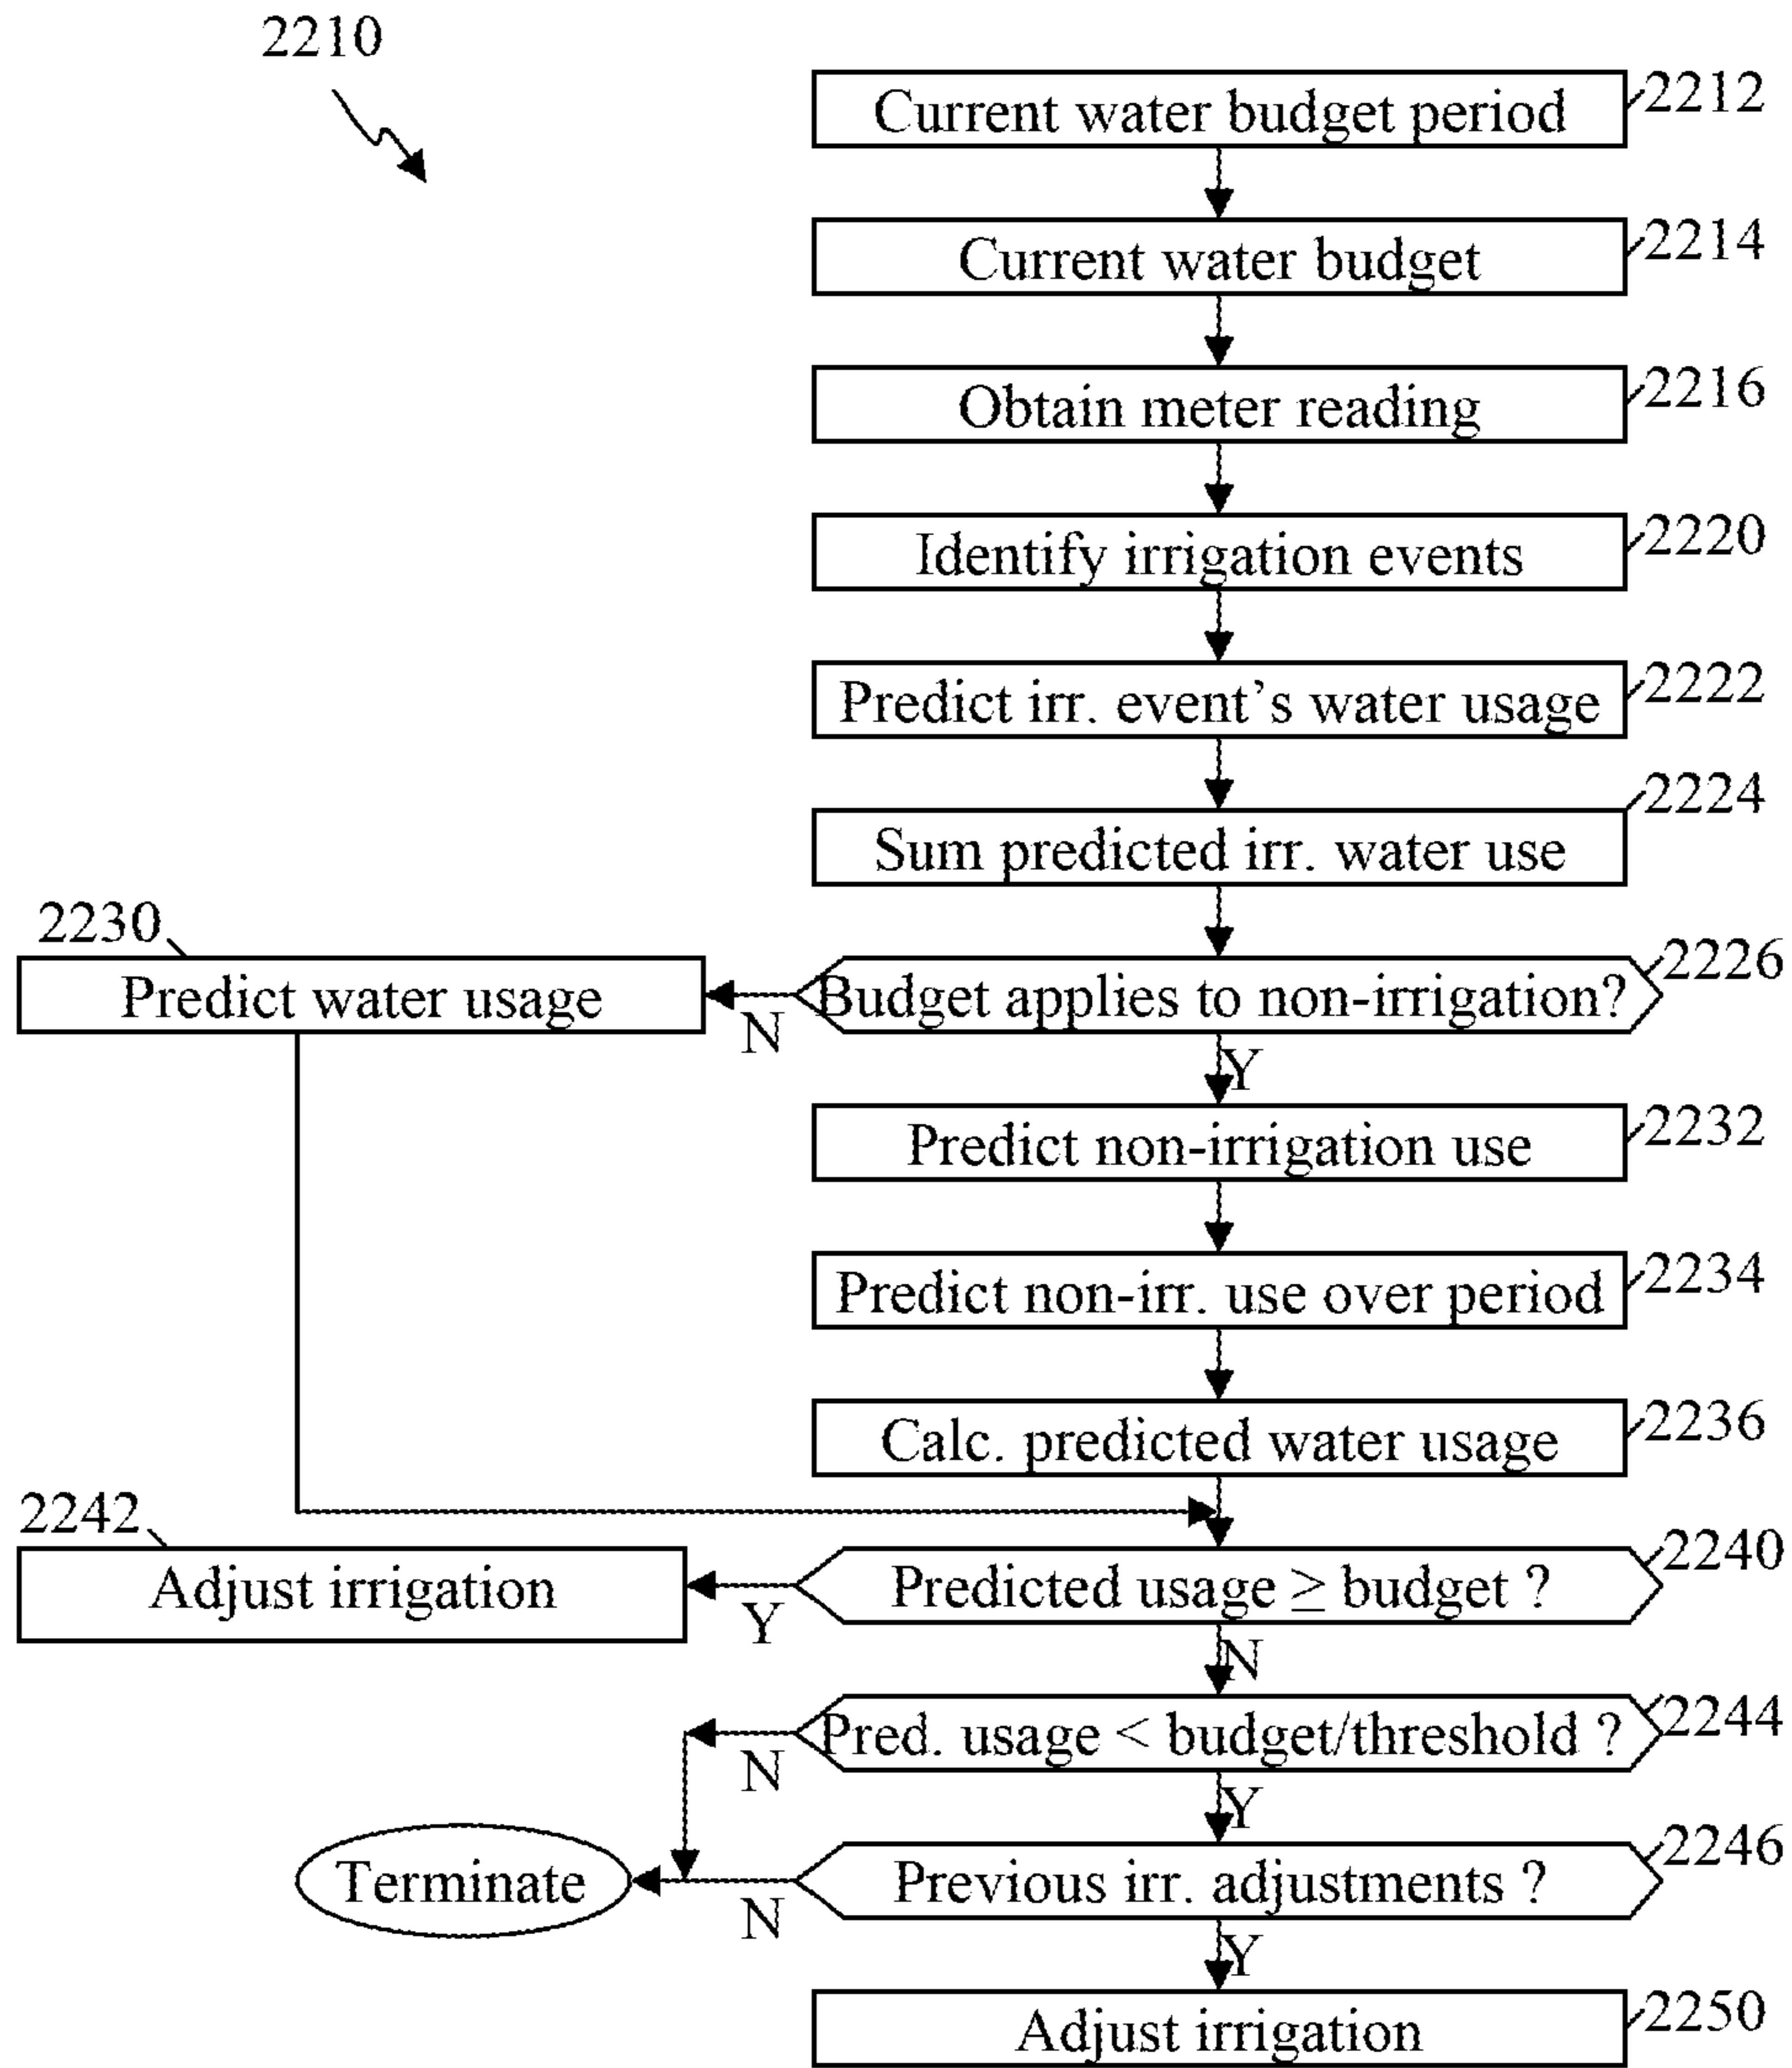 2210
Current water budget period
2212
Current water budget
2214
Obtain meter reading
2216
Identify irrigation events
2220
Predict irr. event's water usage
2222
Sum predicted irr. water use
2224
2230
Predict water usage
N
Budget applies to non-irrigation?
2226
Y
Predict non-irrigation use
2232
Predict non-irr. use over period
2234
Calc. predicted water usage
2236
2242
Adjust irrigation
Y
Predicted usage ≥ budget ?
2240
N
Pred. usage < budget/threshold ?
2244
N
Y
Terminate
Previous irr. adjustments ?
2246
N
Y
Adjust irrigation
2250